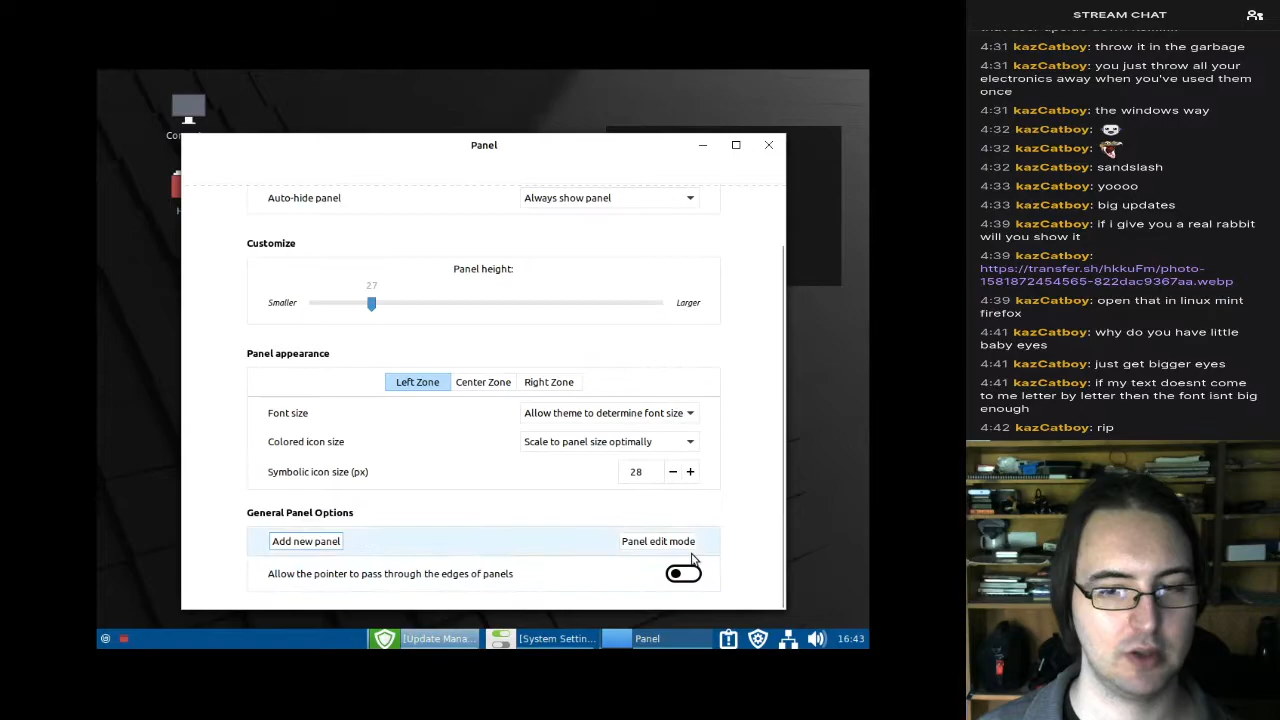 Panel
Auto-hide panel
Always show panel
Customize
Panel height:
27
Smaller
Larger
Panel appearance
Left Zone
Center Zone
Right Zone
Font size
Allow theme to determine font size
Colored icon size
Scale to panel size optimally
Symbolic icon size (px)
28
General Panel Options
Add new panel
Panel edit mode
Allow the pointer to pass through the edges of panels
[Update Mana...
[System Settin...
Panel
16:43
STREAM CHAT
4:31 kazCatboy: throw it in the garbage
4:31 kazCatboy: you just throw all your
electronics away when you've used them
once
4:31 kazCatboy: the windows way
4:32 kazCatboy:
4:32 kazCatboy:
4:32 kazCatboy: sandslash
4:33 kazCatboy: yoooo
4:33 kazCatboy: big updates
4:39 kazCatboy: if i give you a real rabbit
will you show it
4:39 kazCatboy:
https://transfer.sh/hkkuFm/photo-
1581872454565-822dac9367aa.webp
4:39 kazCatboy: open that in linux mint
firefox
4:41 kazCatboy: why do you have little
baby eyes
4:41 kazCatboy: just get bigger eyes
4:41 kazCatboy: if my text doesnt come
to me letter by letter then the font isnt big
enough
4:42 kazCatboy: rip